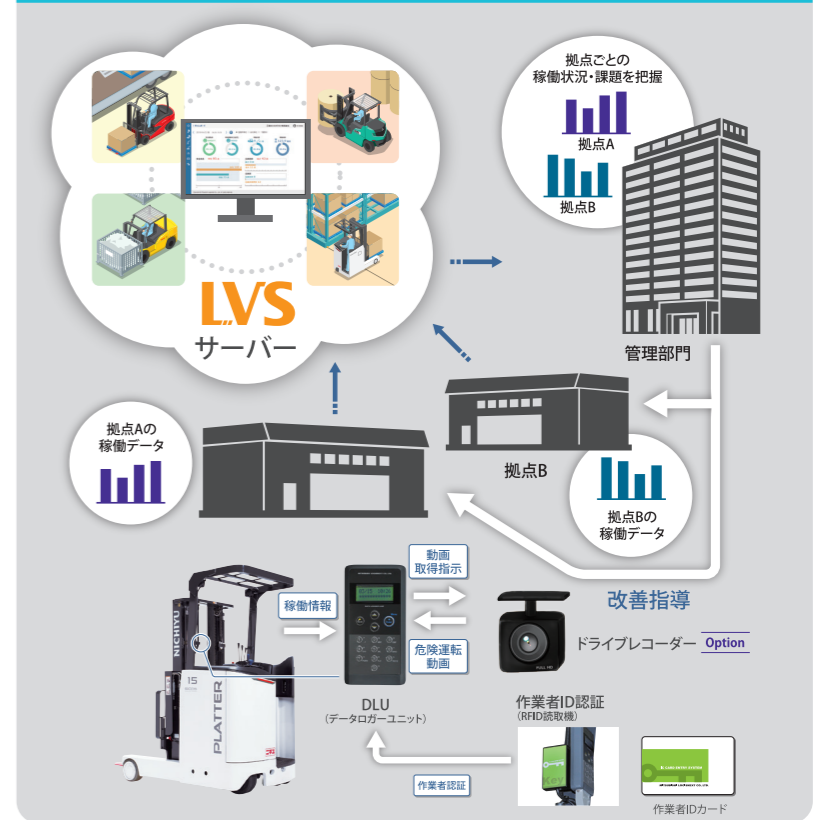 拠点ごとの
稼働状況・課題を把握
拠点A
拠点B
LVS
サーバー
管理部門
拠点Aの
稼働データ
拠点B
拠点Bの
稼働データ
改善指導
動画
取得指示
稼働情報
危険運転
動画
NICHIYU
15
PLATTER
FULL HD
ドライブレコーダー Option
DLU
(データロガーユニット)
作業者ID認証
(RFID読取機)
Key
作業者認証
作業者IDカード